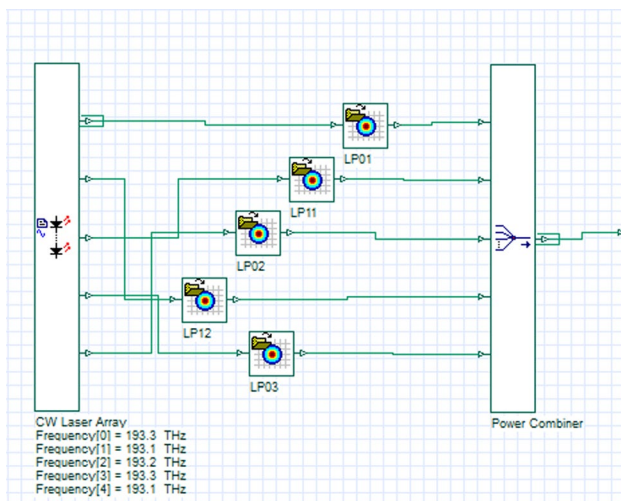 LP01
LP11
LP02
LP12
LP03
CW Laser Array
Frequency[0] = 193.3 THz
Frequency[1] = 193.1 THz
Frequency[2] = 193.2 THz
Frequency[3] = 193.3 THz
Frequency[4] = 193.1 THz
Power Combiner